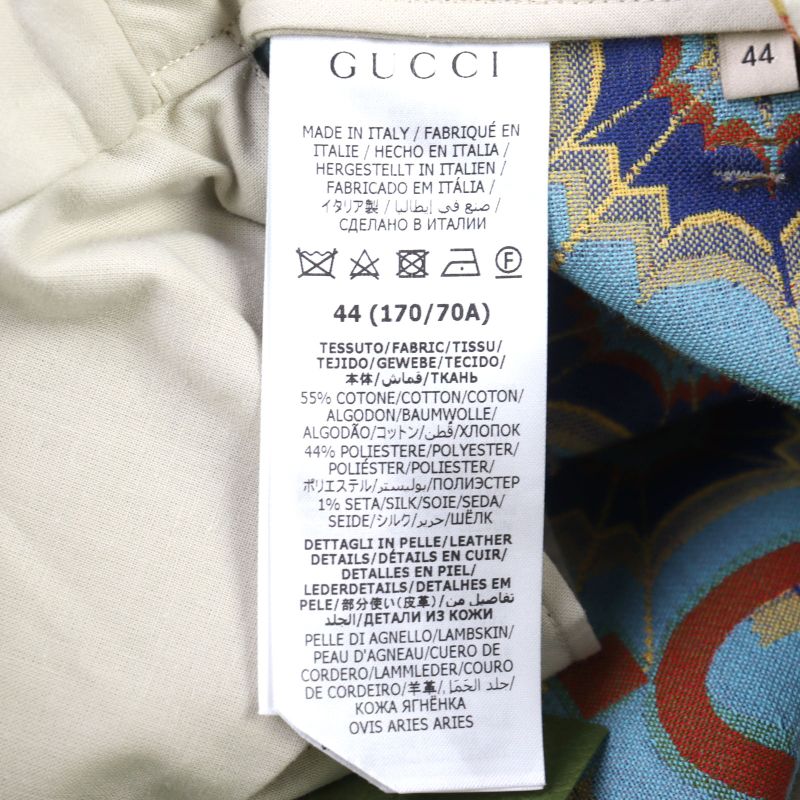 GUCCI
44
MADE IN ITALY / FABRIQUÉ EN
ITALIE / HECHO EN ITALIA /
HERGESTELLT IN ITALIEN /
FABRICADO EM ITÁLIA /
イタリア製 / صنع في إيطاليا /
СДЕЛАНО В ИТАЛИИ
44 (170/70A)
TESSUTO/FABRIC/TISSU/
TEJIDO/GEWEBE/TECIDO/
本体/قماش/ТКАНЬ
55% COTONE/COTTON/COTON/
ALGODON/BAUMWOLLE/
ALGODÃO/コットン/قطن/ХЛОПОК
44% POLIESTERE/POLYESTER/
POLIÉSTER/POLIESTER/
ポリエステル/بوليستر/ПОЛИЭСТЕР
1% SETA/SILK/SOIE/SEDA/
SEIDE/シルク/حرير/ШЁЛК
DETTAGLI IN PELLE/LEATHER
DETAILS/DÉTAILS EN CUIR/
DETALLES EN PIEL/
LEDERDETAILS/DETALHES EM
PELE/部分使い(皮革)/تفاصيل من
الجلد/ДЕТАЛИ ИЗ КОЖИ
PELLE DI AGNELLO/LAMBSKIN/
PEAU D'AGNEAU/CUERO DE
CORDERO/LAMMLEDER/COURO
DE CORDEIRO/羊革/جلد الحَمَل/
КОЖА ЯГНЁНКА
OVIS ARIES ARIES